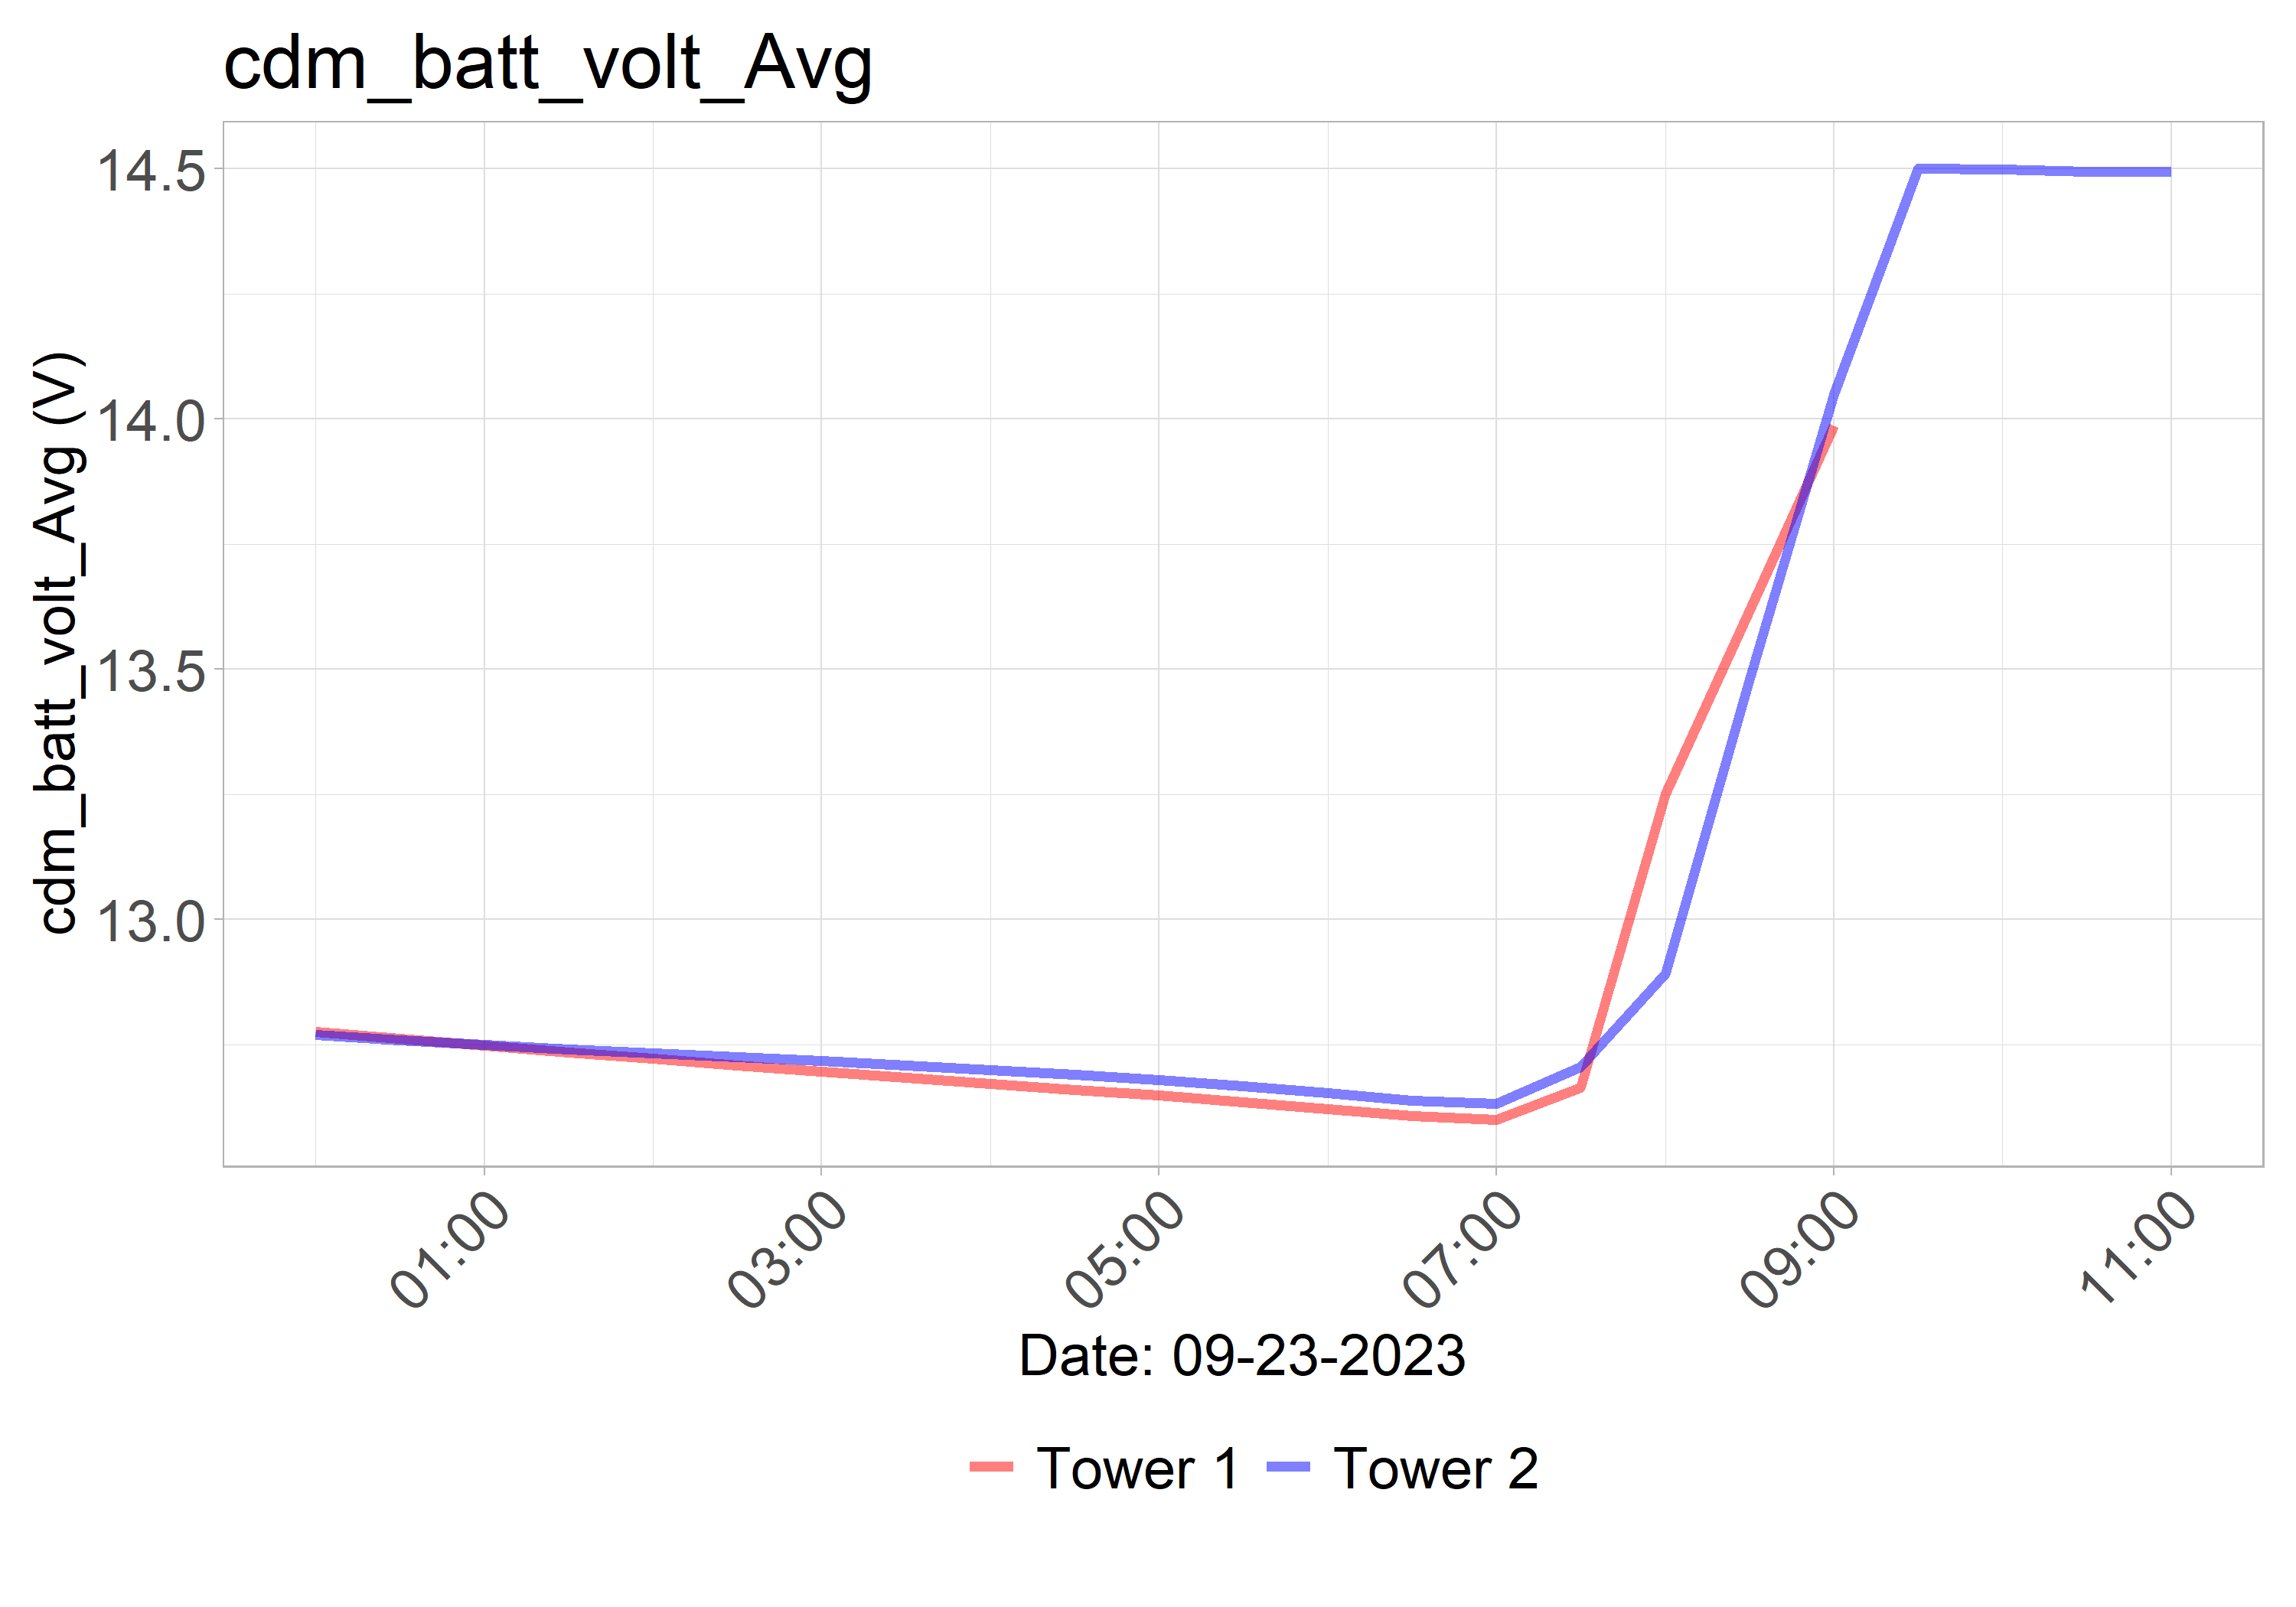 cdm_batt_volt_Avg
cdm_batt_volt_Avg (V)
14.5
14.0
13.5
13.0
01:00
03:00
05:00
07:00
09:00
11:00
Date: 09-23-2023
Tower 1
Tower 2